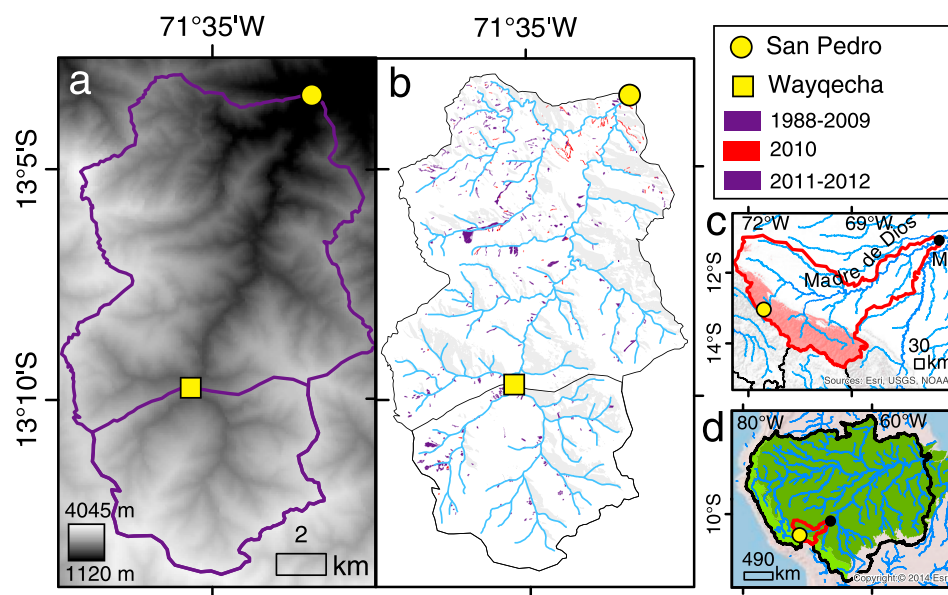 71°35'W
71°35'W
a
b
13°5'S
13°10'S
4045 m
1120 m
2
km
San Pedro
Wayqecha
1988-2009
2010
2011-2012
c
72°W
69°W
12°S
14°S
Madre de Dios
M
30
km
Sources: Esri, USGS, NOAA
d
80°W
60°W
10°S
490
km
Copyright:© 2014 Esri